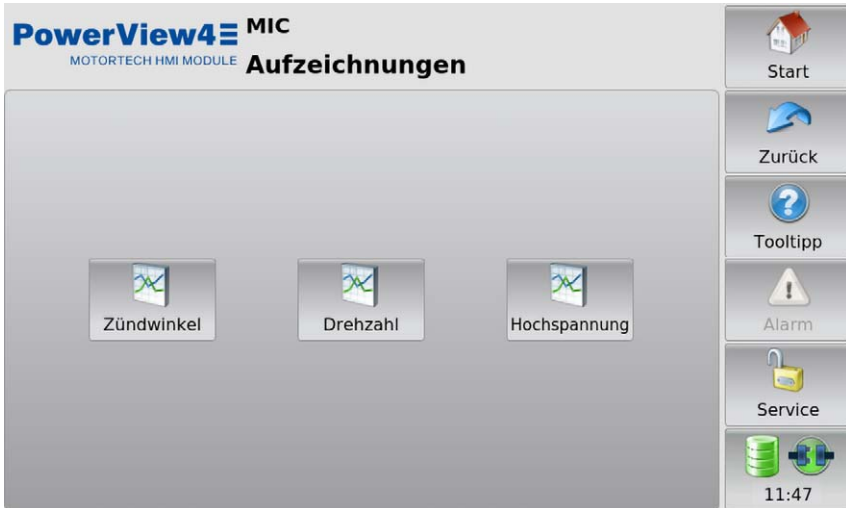 PowerView4
MOTORTECH HMI MODULE
MIC
Aufzeichnungen
Zündwinkel
Drehzahl
Hochspannung
Start
Zurück
Tooltipp
Alarm
Service
11:47